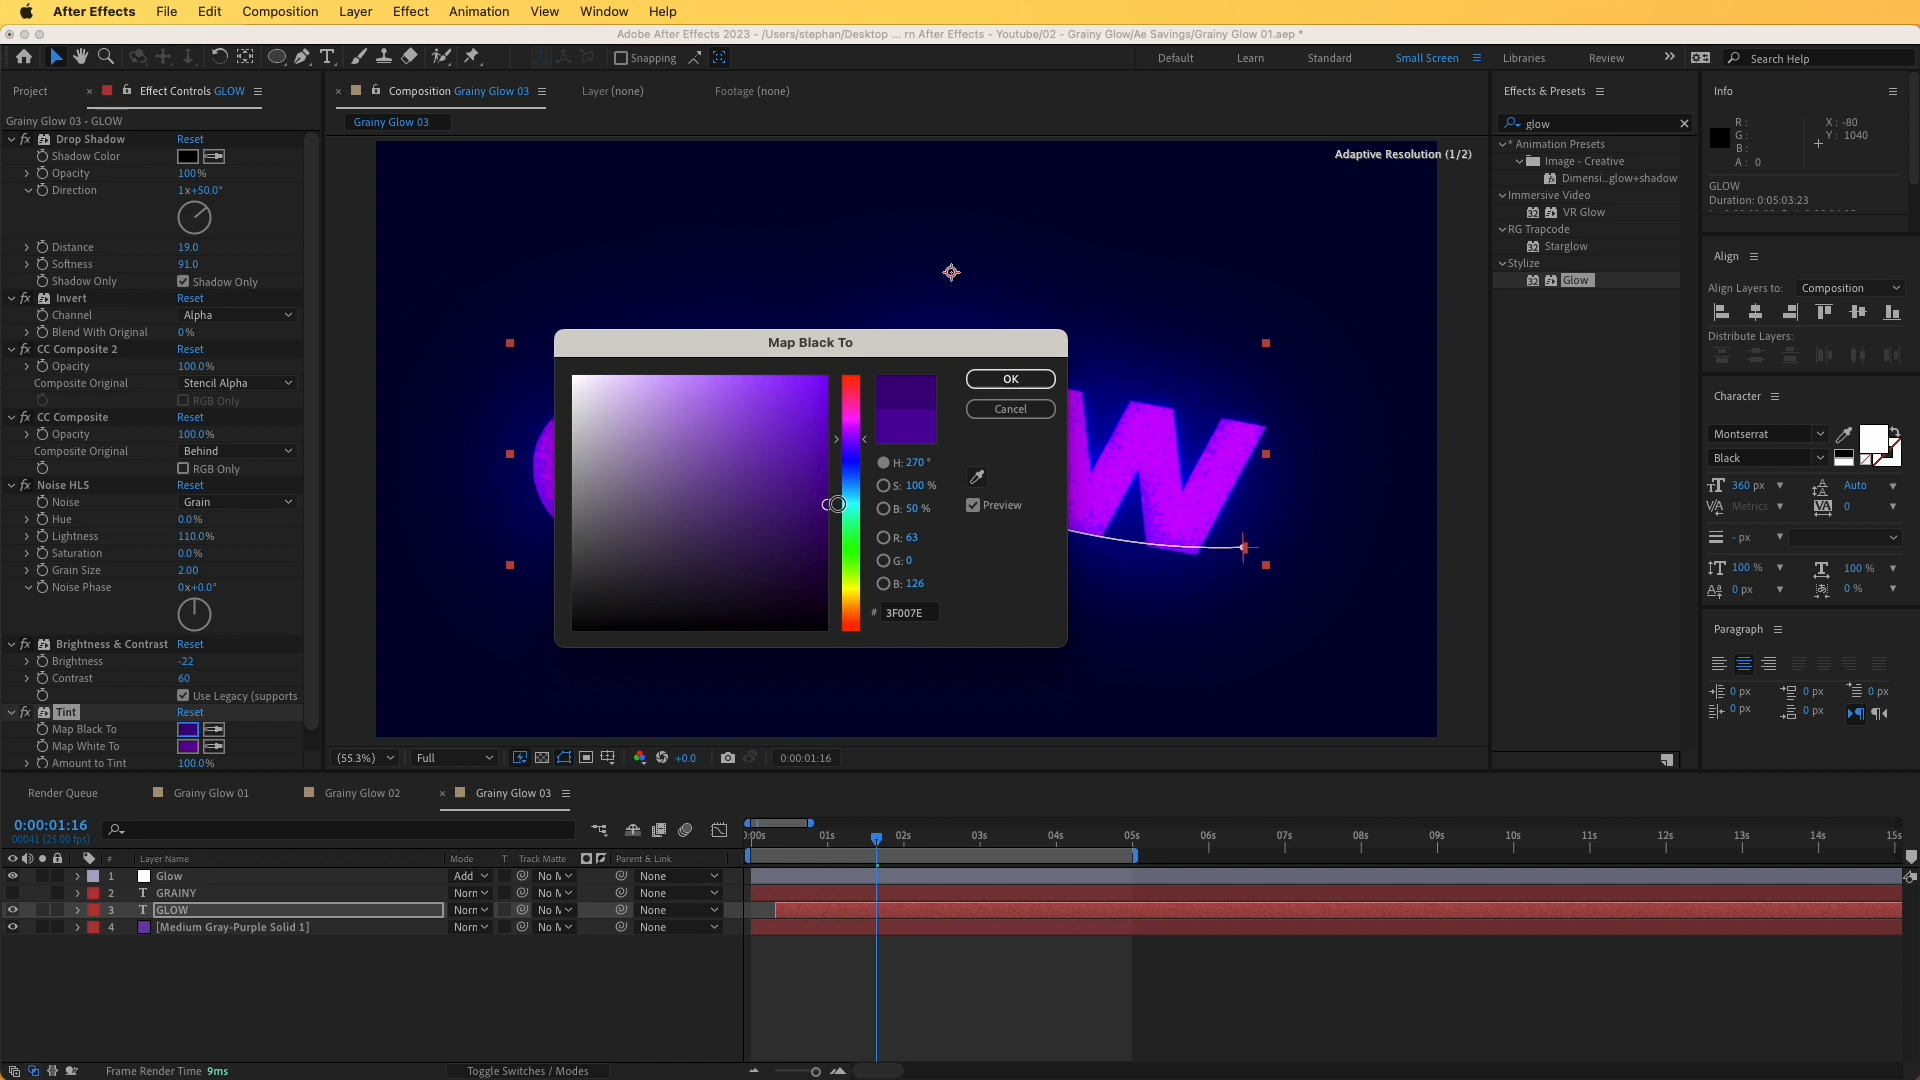 After Effects File Edit Composition Layer Effect Animation View Window Help
Adobe After Effects 2023 - /Users/stephan/Desktop ... rn After Effects - Youtube/02 - Grainy Glow/Ae Savings/Grainy Glow 01.aep *
Snapping Default Learn Standard Small Screen Libraries Review Search Help
Project Effect Controls GLOW
Grainy Glow 03 • GLOW
Drop Shadow Reset
Shadow Color
Opacity 100%
Direction 1x+50.0°
Distance 19.0
Softness 91.0
Shadow Only Shadow Only
Invert Reset
Channel Alpha
Blend With Original 0%
CC Composite 2 Reset
Opacity 100.0%
Composite Original Stencil Alpha
RGB Only
CC Composite Reset
Opacity 100.0%
Composite Original Behind
RGB Only
Noise HLS Reset
Noise Grain
Hue 0.0%
Lightness 110.0%
Saturation 0.0%
Grain Size 2.00
Noise Phase 0x+0.0°
Brightness & Contrast Reset
Brightness -22
Contrast 60
Use Legacy (supports
Tint Reset
Map Black To
Map White To
Amount to Tint 100.0%
Composition Grainy Glow 03 Layer (none) Footage (none)
Grainy Glow 03
Adaptive Resolution (1/2)
W
Map Black To
OK
Cancel
H: 270 °
S: 100 %
B: 50 %
Preview
R: 63
G: 0
B: 126
# 3F007E
(55.3%) Full +0.0 0:00:01:16
Effects & Presets
glow
* Animation Presets
Image - Creative
Dimensi...glow+shadow
Immersive Video
VR Glow
RG Trapcode
Starglow
Stylize
Glow
Info
R :
G :
B :
A : 0
X : -80
Y : 1040
GLOW
Duration: 0:05:03:23
Align
Align Layers to: Composition
Distribute Layers:
Character
Montserrat
Black
360 px Auto
Metrics 0
- px
100 % 100 %
0 px 0 %
Paragraph
0 px 0 px 0 px
0 px 0 px
Render Queue Grainy Glow 01 Grainy Glow 02 Grainy Glow 03
0:00:01:16
00041 (25.00 fps)
# Layer Name Mode T Track Matte Parent & Link
1 Glow Add No M None
2 T GRAINY Norn No M None
3 T GLOW Norn No M None
4 [Medium Gray-Purple Solid 1] Norn No M None
):00s 01s 02s 03s 04s 05s 06s 07s 08s 09s 10s 11s 12s 13s 14s 15s
Frame Render Time 9ms Toggle Switches / Modes